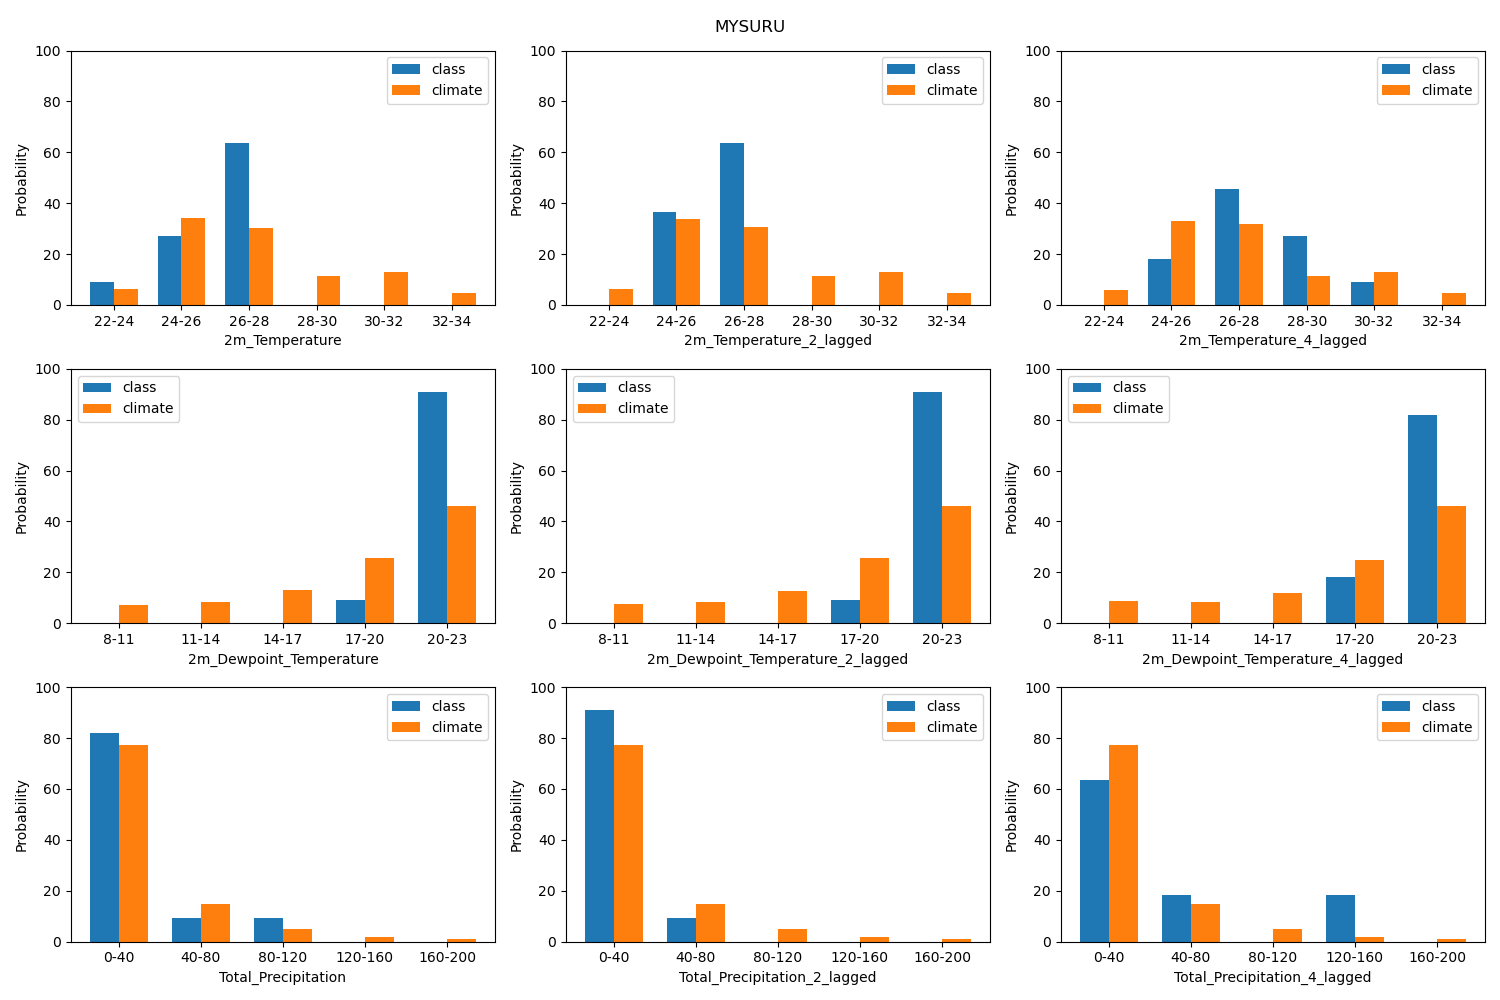 MYSURU
100
80
60
40
20
0
Probability
class
climate
22-24 24-26 26-28 28-30 30-32 32-34
2m_Temperature
100
80
60
40
20
0
Probability
class
climate
22-24 24-26 26-28 28-30 30-32 32-34
2m_Temperature_2_lagged
100
80
60
40
20
0
Probability
class
climate
22-24 24-26 26-28 28-30 30-32 32-34
2m_Temperature_4_lagged
100
80
60
40
20
0
Probability
class
climate
8-11 11-14 14-17 17-20 20-23
2m_Dewpoint_Temperature
100
80
60
40
20
0
Probability
class
climate
8-11 11-14 14-17 17-20 20-23
2m_Dewpoint_Temperature_2_lagged
100
80
60
40
20
0
Probability
class
climate
8-11 11-14 14-17 17-20 20-23
2m_Dewpoint_Temperature_4_lagged
100
80
60
40
20
0
Probability
class
climate
0-40 40-80 80-120 120-160 160-200
Total_Precipitation
100
80
60
40
20
0
Probability
class
climate
0-40 40-80 80-120 120-160 160-200
Total_Precipitation_2_lagged
100
80
60
40
20
0
Probability
class
climate
0-40 40-80 80-120 120-160 160-200
Total_Precipitation_4_lagged